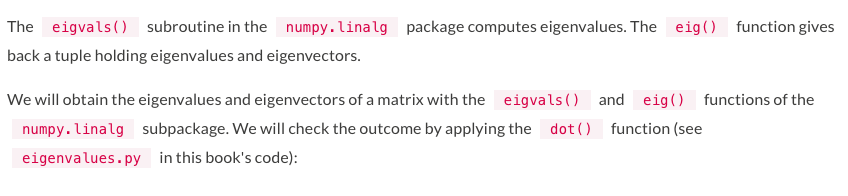 The eigvals() subroutine in the numpy.linalg package computes eigenvalues. The eig() function gives
back a tuple holding eigenvalues and eigenvectors.
We will obtain the eigenvalues and eigenvectors of a matrix with the eigvals() and eig() functions of the
numpy.linalg subpackage. We will check the outcome by applying the dot() function (see
eigenvalues.py in this book's code):